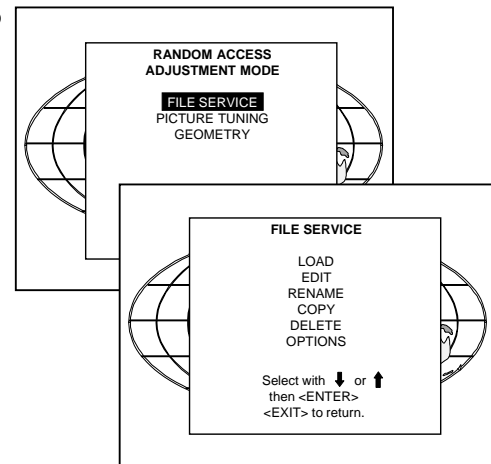 RANDOM ACCESS
ADJUSTMENT MODE
FILE SERVICE
PICTURE TUNING
GEOMETRY
FILE SERVICE
LOAD
EDIT
RENAME
COPY
DELETE
OPTIONS
Select with ⬇ or ⬆
then <ENTER>
<EXIT> to return.